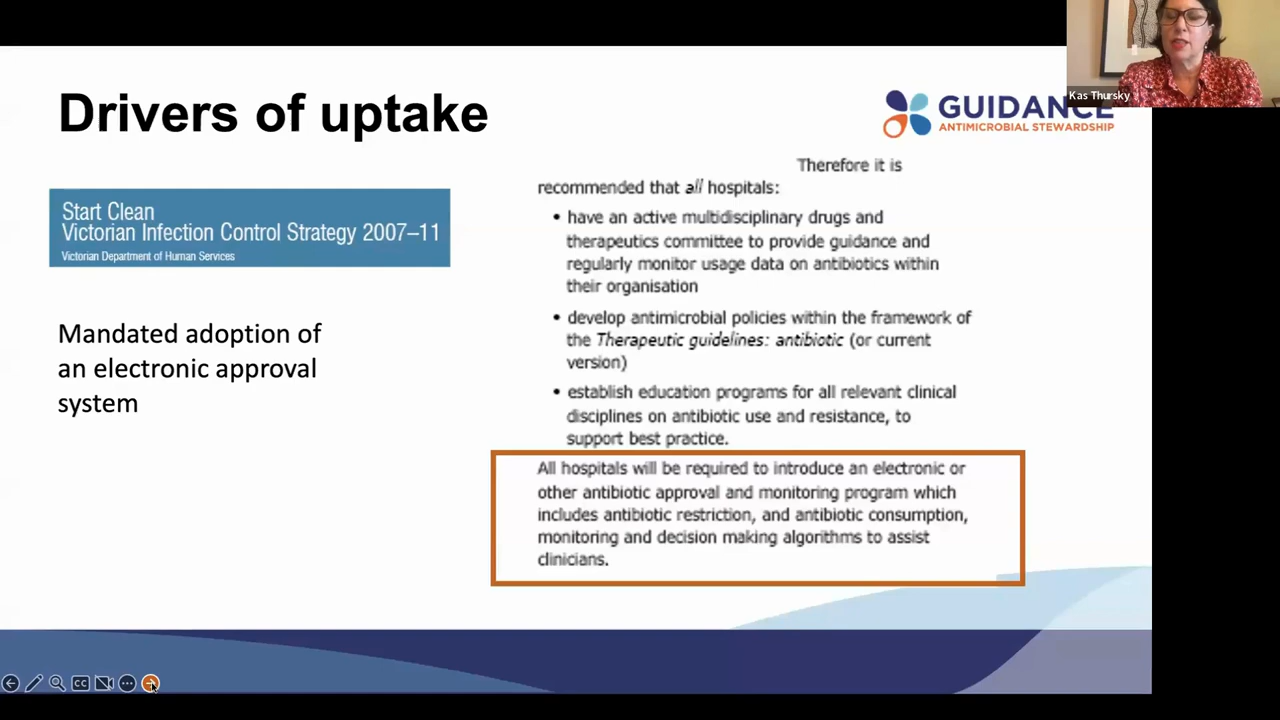 Drivers of uptake
GUIDANCE
ANTIMICROBIAL STEWARDSHIP
Kas Thursky
Start Clean
Victorian Infection Control Strategy 2007–11
Victorian Department of Human Services
Mandated adoption of
an electronic approval
system
Therefore it is
recommended that all hospitals:
• have an active multidisciplinary drugs and
therapeutics committee to provide guidance and
regularly monitor usage data on antibiotics within
their organisation
• develop antimicrobial policies within the framework of
the Therapeutic guidelines: antibiotic (or current
version)
• establish education programs for all relevant clinical
disciplines on antibiotic use and resistance, to
support best practice.
All hospitals will be required to introduce an electronic or
other antibiotic approval and monitoring program which
includes antibiotic restriction, and antibiotic consumption,
monitoring and decision making algorithms to assist
clinicians.
CC